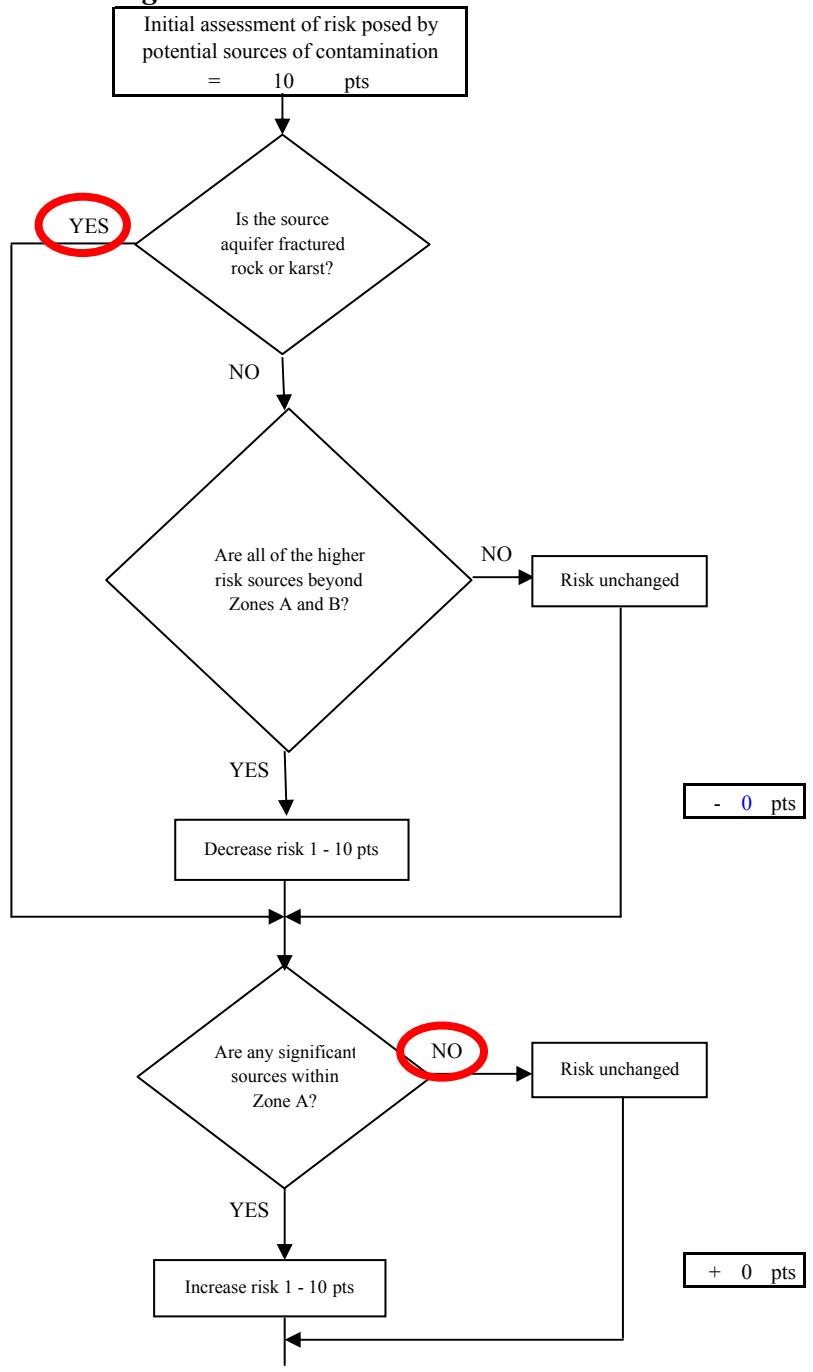 Initial assessment of risk posed by
potential sources of contamination
= 10 pts
YES
Is the source
aquifer fractured
rock or karst?
NO
Are all of the higher
risk sources beyond
Zones A and B?
NO
Risk unchanged
YES
- 0 pts
Decrease risk 1 - 10 pts
Are any significant
sources within
Zone A?
NO
Risk unchanged
YES
+ 0 pts
Increase risk 1 - 10 pts